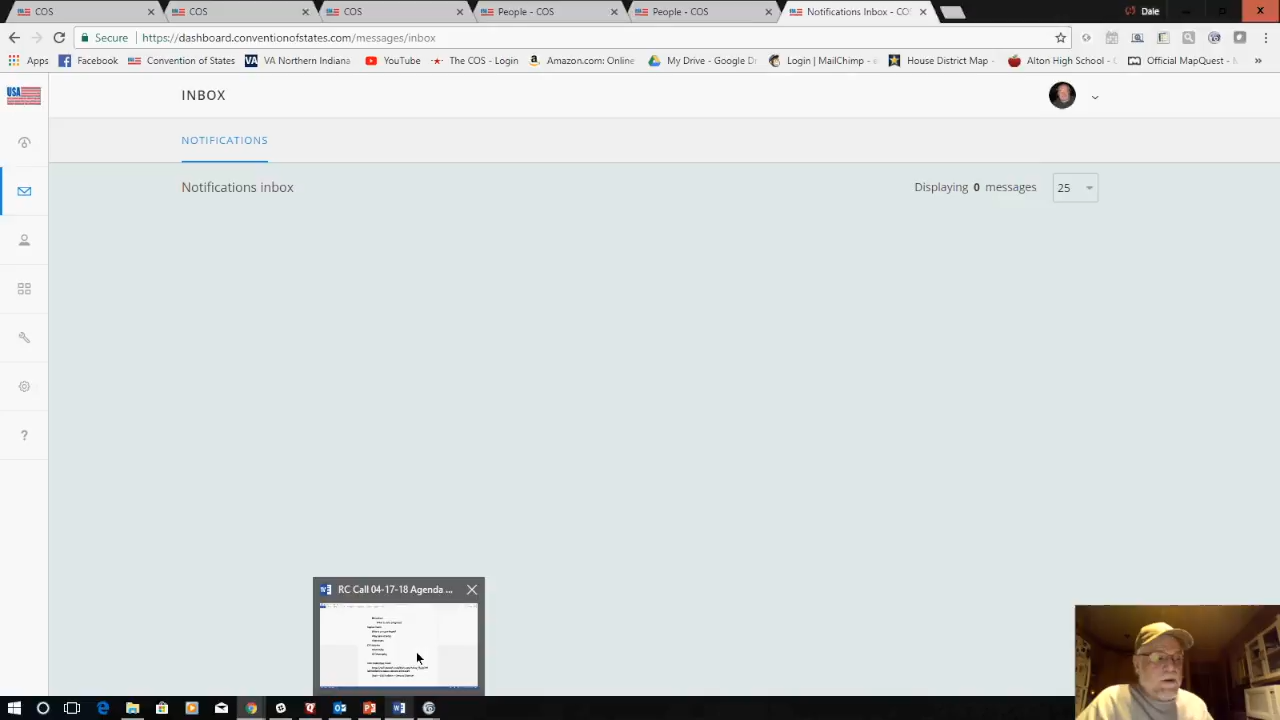 COS
COS
COS
People - COS
People - COS
Notifications Inbox - COS
Dale
Secure
https://dashboard.conventionofstates.com/messages/inbox
Apps
Facebook
Convention of States
VA Northern Indiana
YouTube
The COS - Login
Amazon.com: Online
My Drive - Google Dr
Login | MailChimp - e
House District Map -
Alton High School -
Official MapQuest - M
»
USA
INBOX
NOTIFICATIONS
Notifications inbox
Displaying 0 messages
25
?
RC Call 04-17-18 Agenda ...